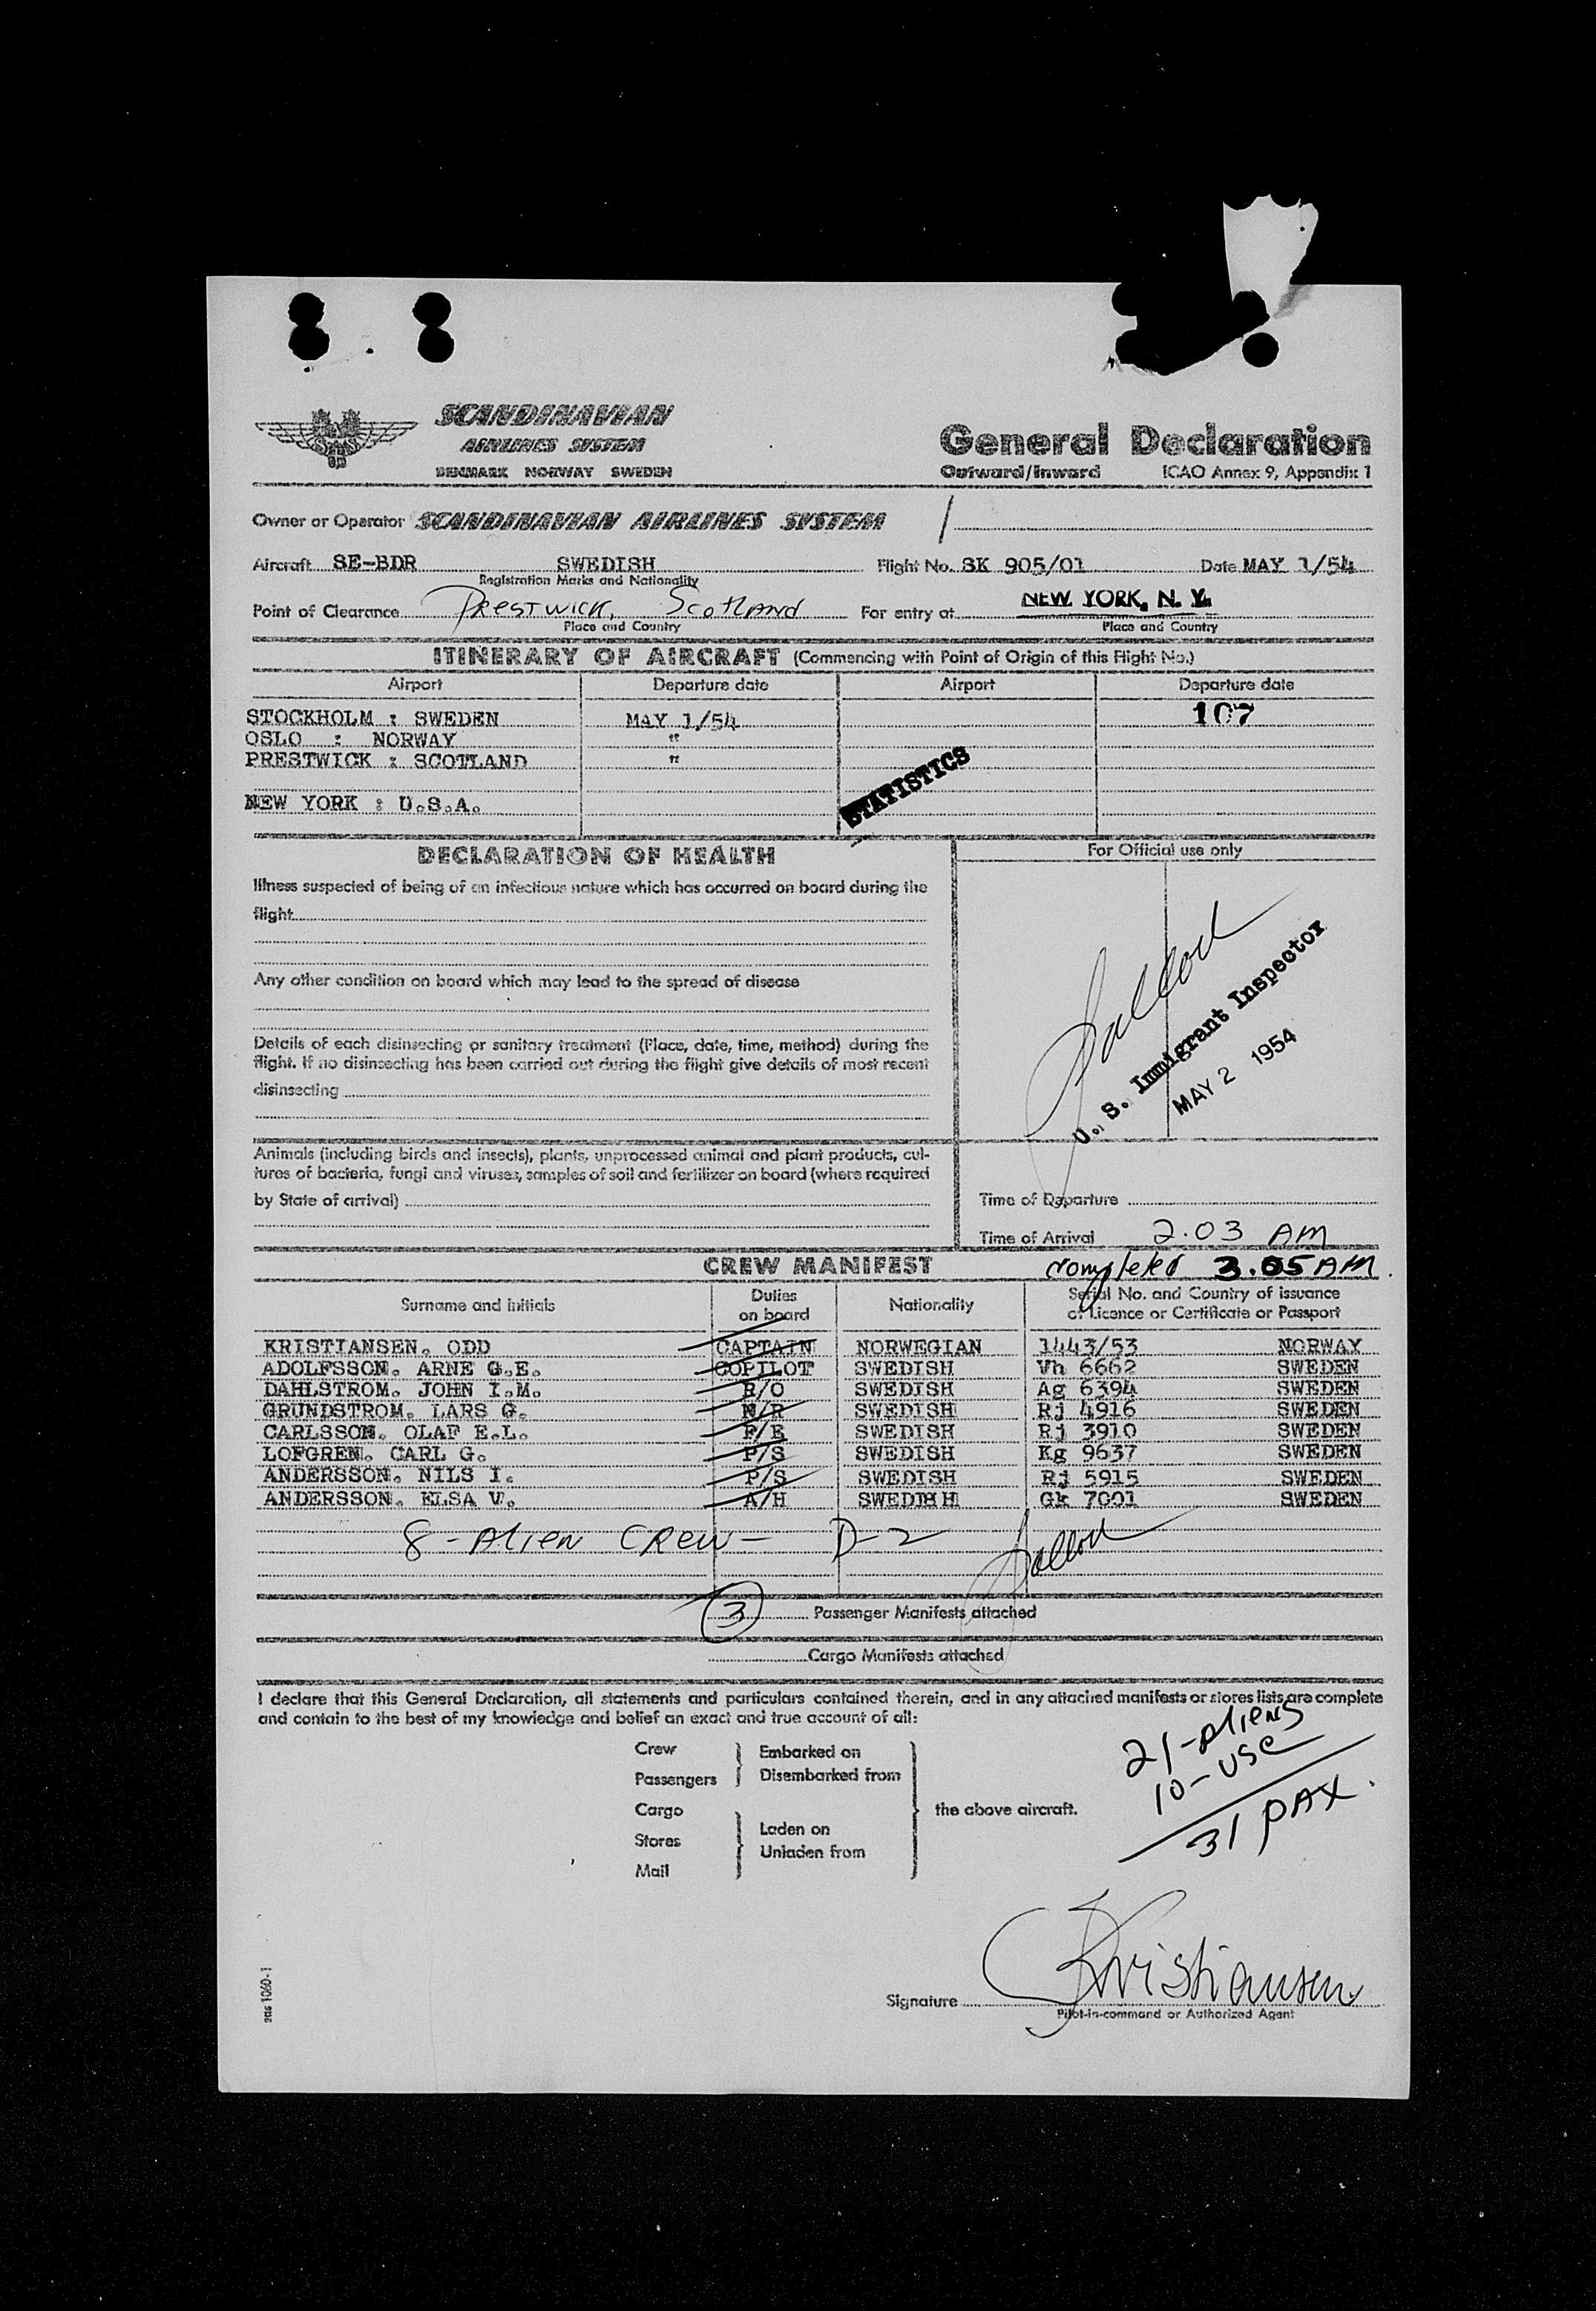 SCANDINAVIAN
AIRLINES SYSTEM
DENMARK NORWAY SWEDEN
General Declaration
Outward/Inward ICAO Annex 9, Appendix 1
Owner or Operator SCANDINAVIAN AIRLINES SYSTEM
Aircraft SE-BDR SWEDISH Flight No. SK 905/01 Date MAY 1/54
Registration Marks and Nationality
Point of Clearance PRESTWICK, SCOTLAND For entry at NEW YORK, N. Y.
Place and Country Place and Country
ITINERARY OF AIRCRAFT (Commencing with Point of Origin of this Flight No.)
Airport Departure date Airport Departure date
STOCKHOLM : SWEDEN MAY 1/54 107
OSLO : NORWAY "
PRESTWICK : SCOTLAND "
STATISTICS
NEW YORK : U.S.A.
DECLARATION OF HEALTH
Illness suspected of being of an infectious nature which has occurred on board during the
flight
Any other condition on board which may lead to the spread of disease
Details of each disinsecting or sanitary treatment (Place, date, time, method) during the
flight. If no disinsecting has been carried out during the flight give details of most recent
disinsecting
Animals (including birds and insects), plants, unprocessed animal and plant products, cul-
tures of bacteria, fungi and viruses, samples of soil and fertilizer on board (where required
by State of arrival)
For Official use only
U. S. Immigrant Inspector
MAY 2 1954
Time of Departure
Time of Arrival 2.03 AM
completed 3.05 AM.
CREW MANIFEST
Surname and Initials Duties on board Nationality Serial No. and Country of issuance of Licence or Certificate or Passport
KRISTIANSEN. ODD CAPTAIN NORWEGIAN 1443/53 NORWAY
ADOLFSSON. ARNE G.E. COPILOT SWEDISH Vh 6662 SWEDEN
DAHLSTROM. JOHN I.M. R/O SWEDISH Ag 6394 SWEDEN
GRUNDSTROM. LARS G. N/R SWEDISH Rj 4916 SWEDEN
CARLSSON. OLAF E.L. F/E SWEDISH Rj 3910 SWEDEN
LOFGREN. CARL G. P/S SWEDISH Kg 9637 SWEDEN
ANDERSSON. NILS I. P/S SWEDISH Rj 5915 SWEDEN
ANDERSSON. ELSA V. A/H SWEDISH Gk 7001 SWEDEN
8 - Alien CREW - D-2
3 Passenger Manifests attached
Cargo Manifests attached
I declare that this General Declaration, all statements and particulars contained therein, and in any attached manifests or stores lists are complete
and contain to the best of my knowledge and belief an exact and true account of all:
Crew
Passengers
Embarked on
Disembarked from
Cargo
Stores
Mail
Laden on
Unladen from
the above aircraft.
21-Aliens
10-USC
31 PAX.
Signature Kristiansen
Pilot-in-command or Authorized Agent
sas 1060-1